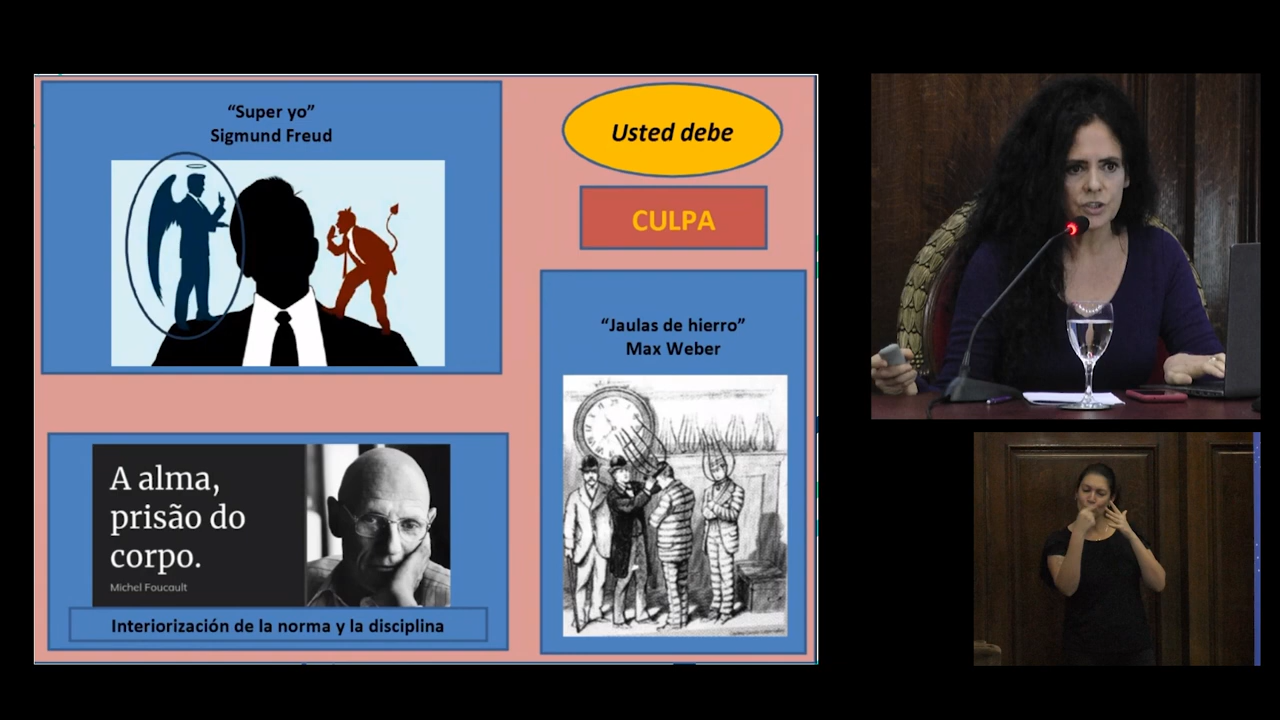 “Super yo”
Sigmund Freud
Usted debe
CULPA
“Jaulas de hierro”
Max Weber
A alma,
prisão do
corpo.
Michel Foucault
Interiorización de la norma y la disciplina